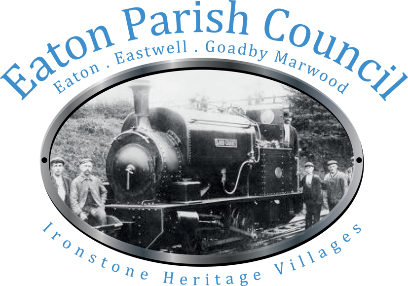 Eaton Parish Council
Eaton . Eastwell . Goadby Marwood
Ironstone Heritage Villages